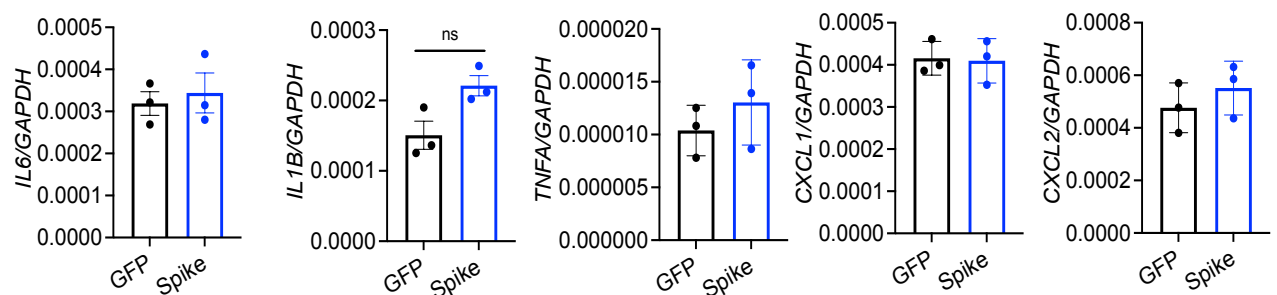 IL6/GAPDH
0.0005
0.0004
0.0003
0.0002
0.0001
0.0000
GFP
Spike
IL1B/GAPDH
0.0003
0.0002
0.0001
0.0000
ns
GFP
Spike
TNFA/GAPDH
0.000020
0.000015
0.000010
0.000005
0.000000
GFP
Spike
CXCL1/GAPDH
0.0005
0.0004
0.0003
0.0002
0.0001
0.0000
GFP
Spike
CXCL2/GAPDH
0.0008
0.0006
0.0004
0.0002
0.0000
GFP
Spike